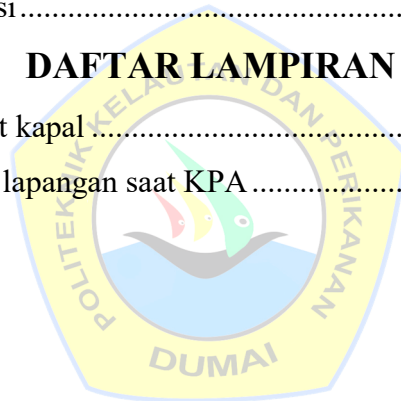 si..........................................................
DAFTAR LAMPIRAN
t kapal ..................................................
lapangan saat KPA ........................
POLITEKNIK KELAUTAN DAN PERIKANAN
DUMAI